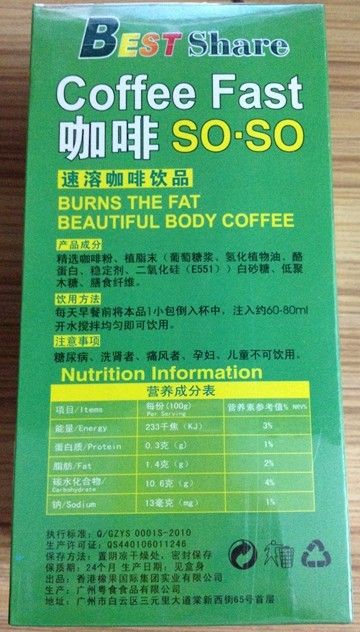 BEST Share
Coffee Fast
咖啡 SO·SO
速溶咖啡饮品
BURNS THE FAT
BEAUTIFUL BODY COFFEE
产品成分
精选咖啡粉、植脂末（葡萄糖浆、氢化植物油、酪
蛋白、稳定剂、二氧化硅（E551））白砂糖、低聚
木糖、膳食纤维。
饮用方法
每天早餐前将本品1小包倒入杯中，注入约60-80ml
开水搅拌均匀即可饮用。
注意事项
糖尿病、洗肾者、痛风者、孕妇、儿童不可饮用。
Nutrition Information
营养成分表
项目/Items 每份(100g) Per Serving 营养素参考值% NRV%
能量/Energy 233千焦（KJ） 3%
蛋白质/Protein 0.3克（g） 1%
脂肪/Fat 1.4克（g） 2%
碳水化合物/Carbohydrate 10.6克（g） 4%
钠/Sodium 13毫克（mg） 1%
执行标准：Q/GZYS 0001S-2010
生产许可证：QS440106011246
保存方法：置阴凉干燥处、密封保存
保质期：24个月 生产日期：见盒身
出品：香港橡果国际集团实业有限公司
生产：广州粤食食品有限公司
地址：广州市白云区三元里大道棠新西街65号首层